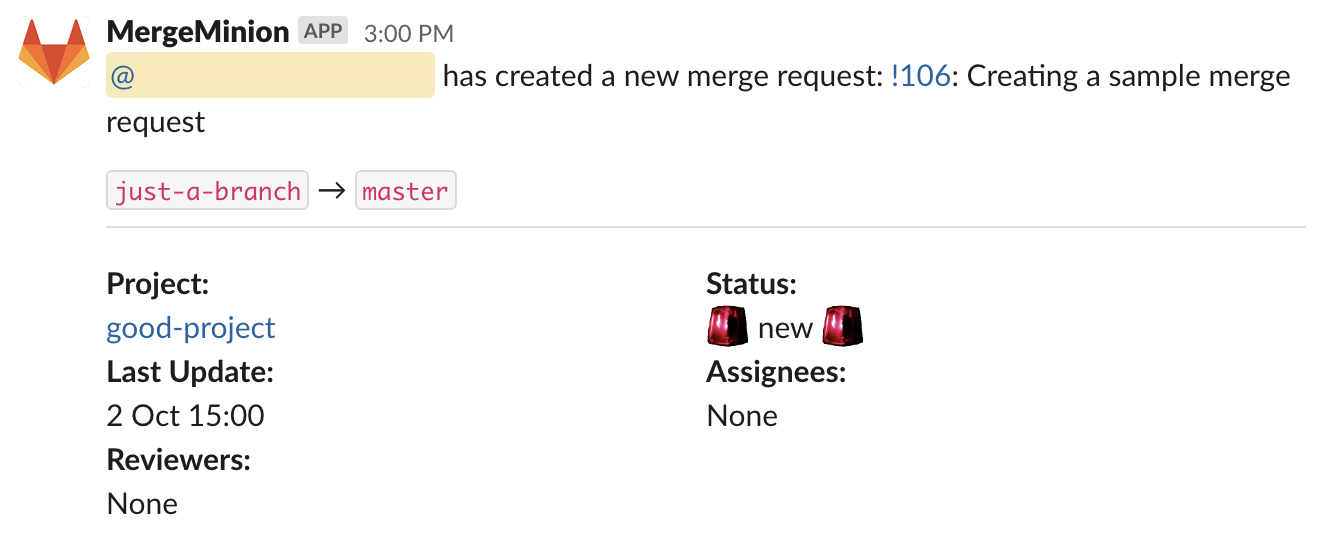 MergeMinion APP 3:00 PM
@ has created a new merge request: !106: Creating a sample merge
request
just-a-branch → master
Project:
good-project
Last Update:
2 Oct 15:00
Reviewers:
None
Status:
new
Assignees:
None